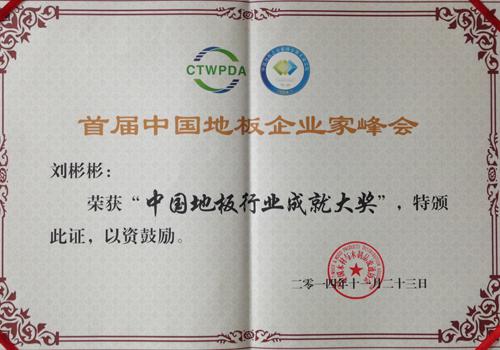 CTWPDA
首届中国地板企业家峰会
刘彬彬：
荣获“中国地板行业成就大奖”，特颁
此证，以资鼓励。
二零一四年十一月二十三日